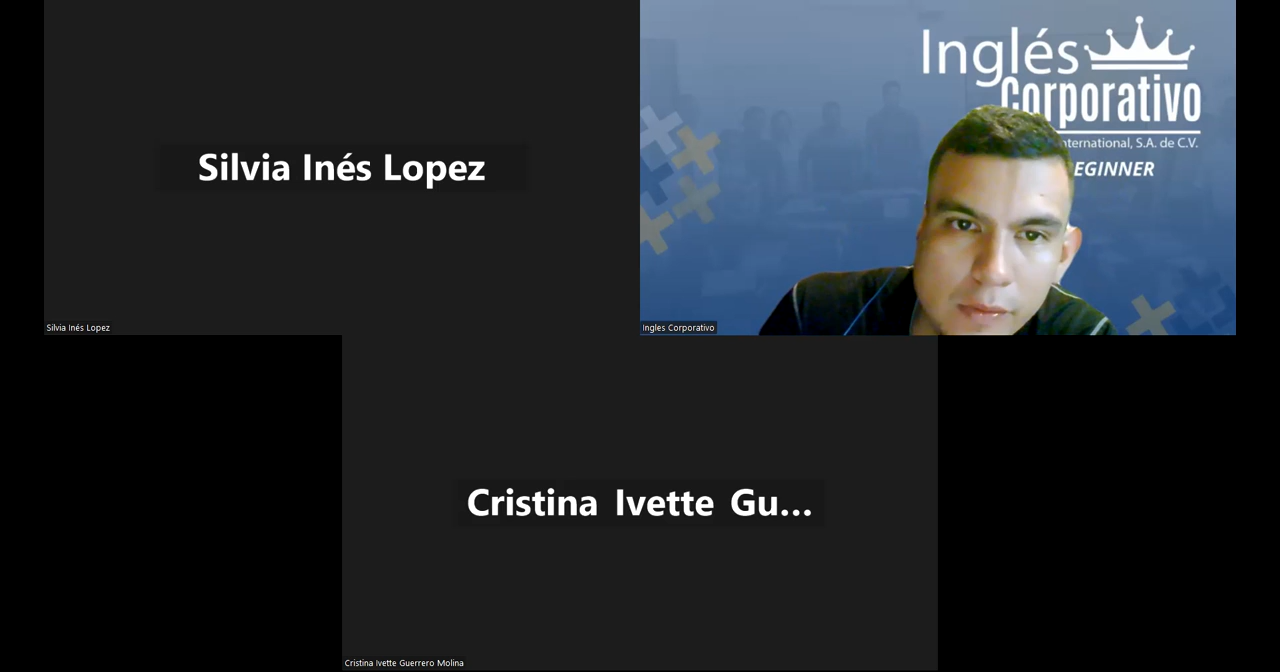 Silvia Inés Lopez
Silvia Inés Lopez
Inglés
Corporativo
nternational, S.A. de C.V.
EGINNER
Ingles Corporativo
Cristina Ivette Gu...
Cristina Ivette Guerrero Molina